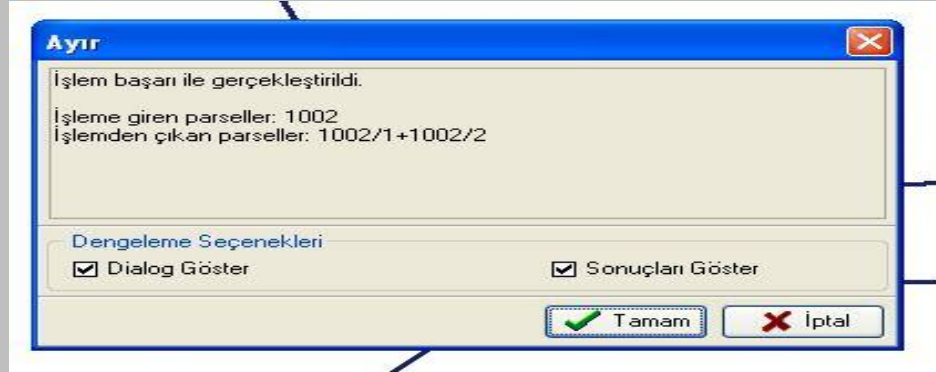 Ayır
İşlem başarı ile gerçekleştirildi.
İşleme giren parseller: 1002
İşlemden çıkan parseller: 1002/1+1002/2
Dengeleme Seçenekleri
Dialog Göster
Sonuçları Göster
Tamam
İptal